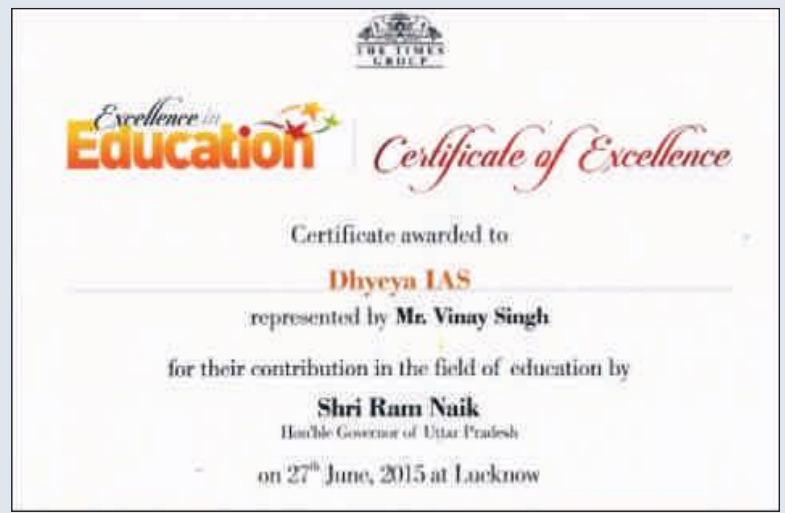 THE TIMES
GROUP
Excellence in
Education
Certificate of Excellence
Certificate awarded to
Dhyeya IAS
represented by Mr. Vinay Singh
for their contribution in the field of education by
Shri Ram Naik
Hon'ble Governor of Uttar Pradesh
on 27th June, 2015 at Lucknow